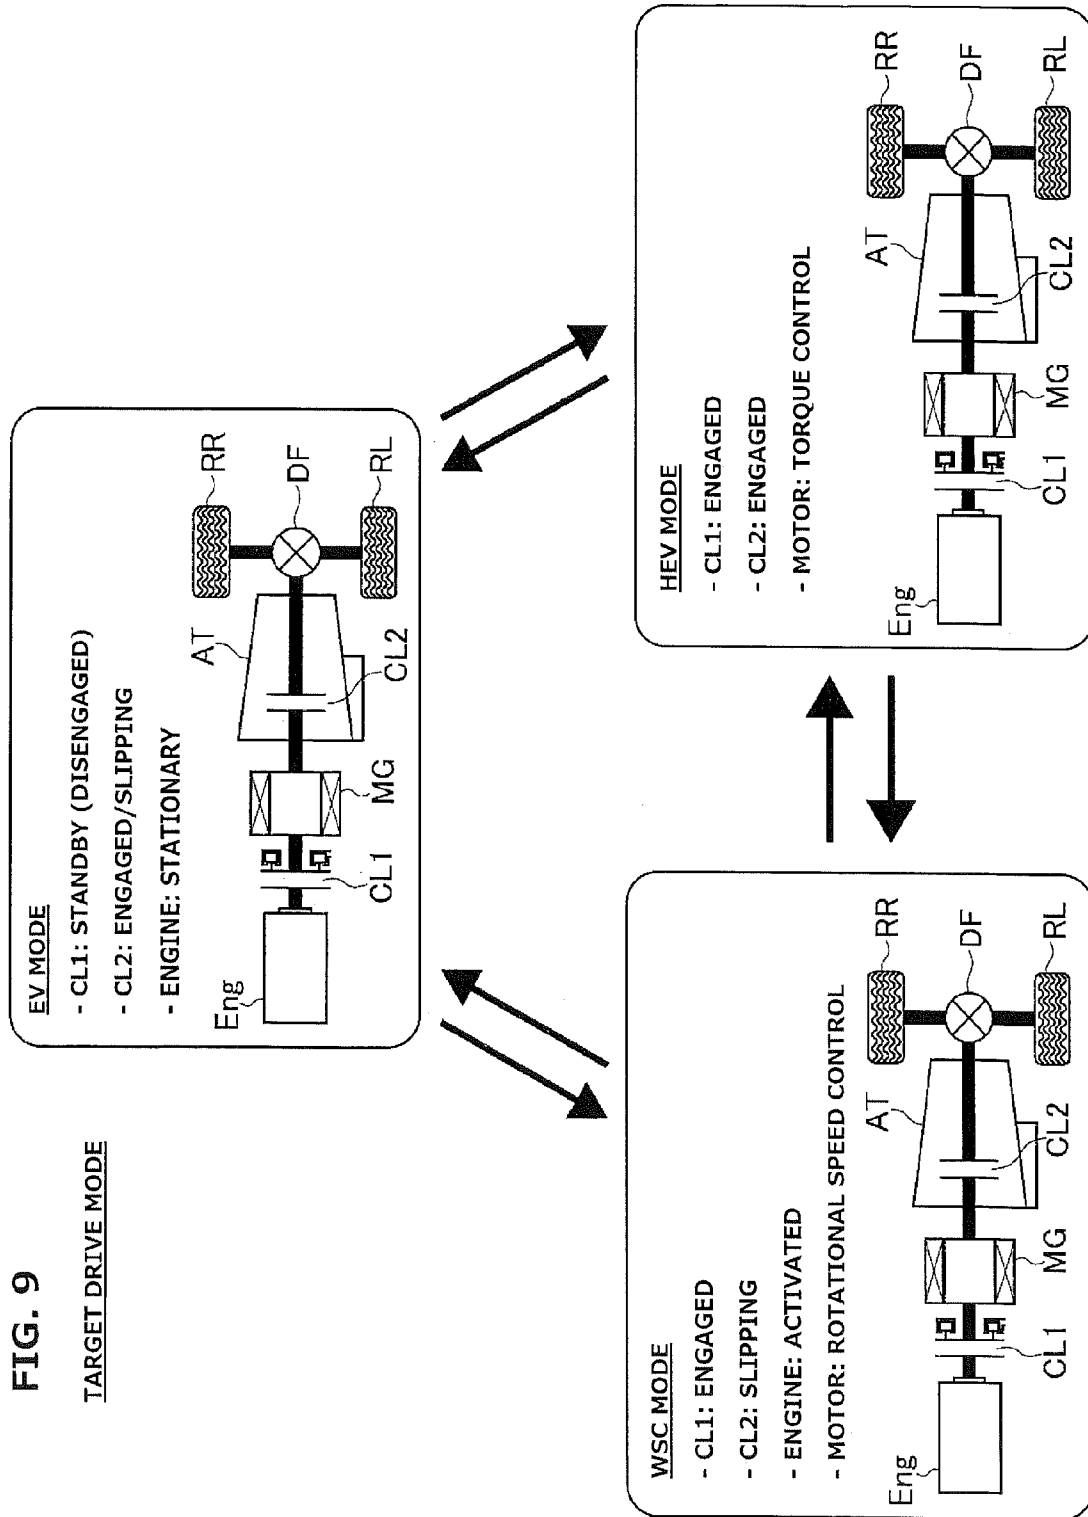 FIG. 9
TARGET DRIVE MODE
EV MODE
- CL1: STANDBY (DISENGAGED)
- CL2: ENGAGED/SLIPPING
- ENGINE: STATIONARY
Eng
CL1
MG
AT
CL2
RR
DF
RL
WSC MODE
- CL1: ENGAGED
- CL2: SLIPPING
- ENGINE: ACTIVATED
- MOTOR: ROTATIONAL SPEED CONTROL
Eng
CL1
MG
AT
CL2
RR
DF
RL
HEV MODE
- CL1: ENGAGED
- CL2: ENGAGED
- MOTOR: TORQUE CONTROL
Eng
CL1
MG
AT
CL2
RR
DF
RL